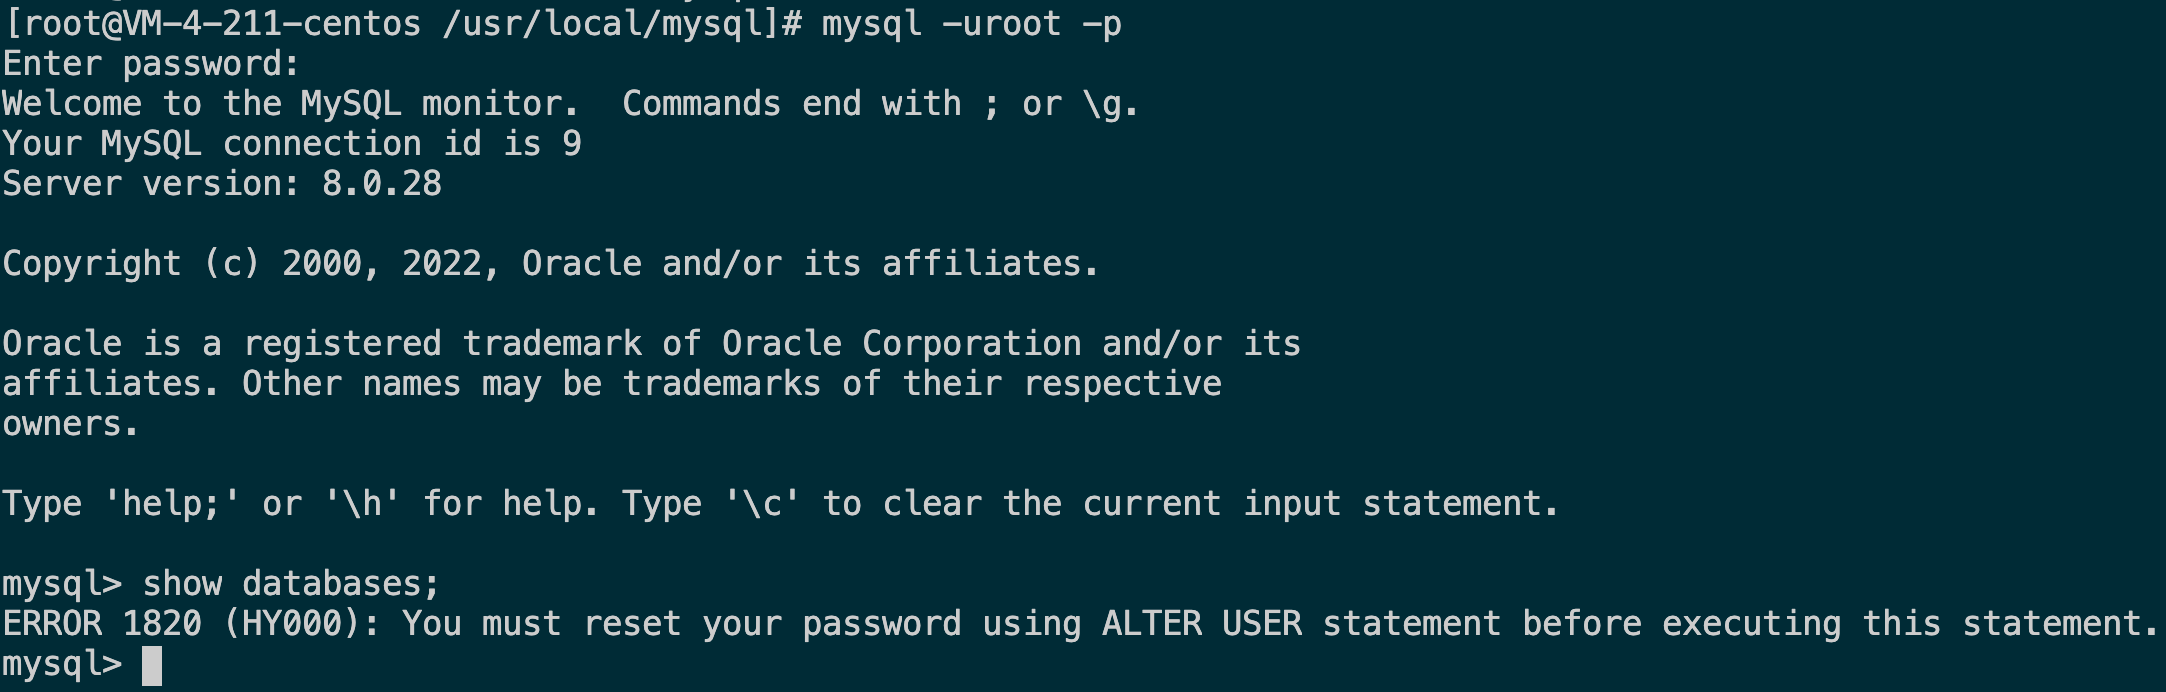 [root@VM-4-211-centos /usr/local/mysql]# mysql -uroot -p
Enter password:
Welcome to the MySQL monitor.  Commands end with ; or \g.
Your MySQL connection id is 9
Server version: 8.0.28
Copyright (c) 2000, 2022, Oracle and/or its affiliates.
Oracle is a registered trademark of Oracle Corporation and/or its
affiliates. Other names may be trademarks of their respective
owners.
Type 'help;' or '\h' for help. Type '\c' to clear the current input statement.
mysql> show databases;
ERROR 1820 (HY000): You must reset your password using ALTER USER statement before executing this statement.
mysql>